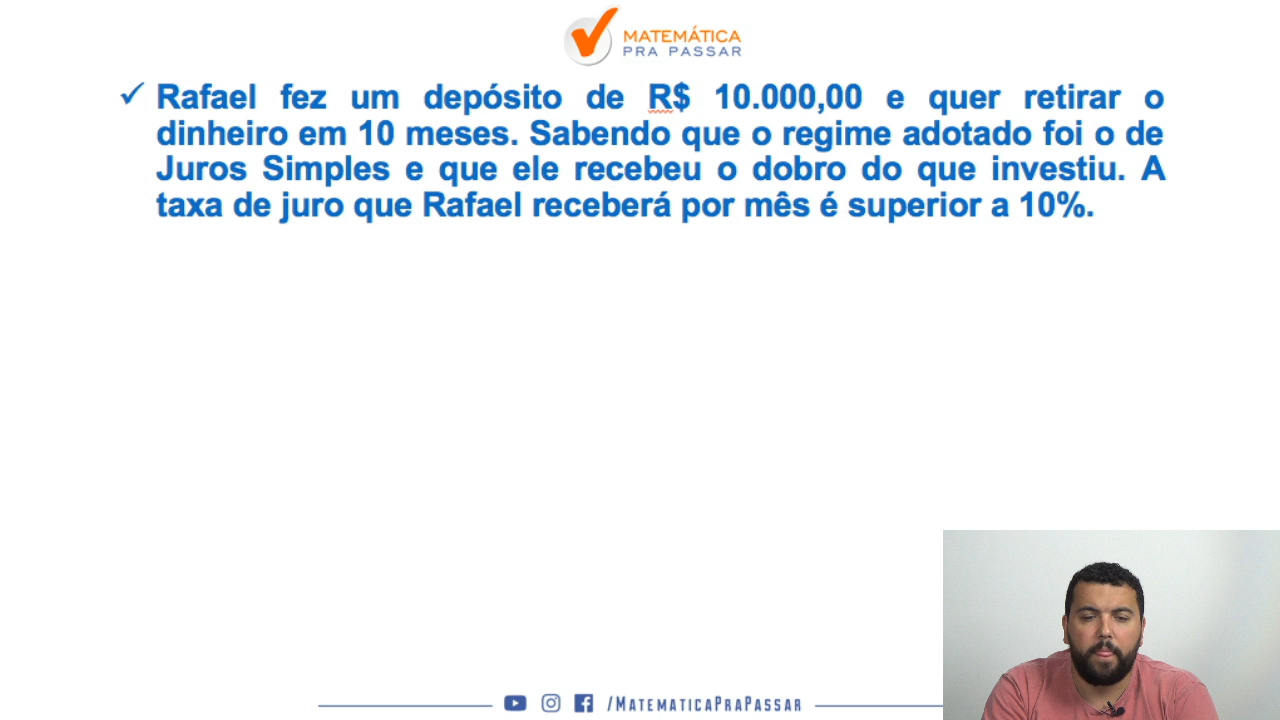 MATEMÁTICA
PRA PASSAR
✓ Rafael fez um depósito de R$ 10.000,00 e quer retirar o
dinheiro em 10 meses. Sabendo que o regime adotado foi o de
Juros Simples e que ele recebeu o dobro do que investiu. A
taxa de juro que Rafael receberá por mês é superior a 10%.
/MatematicaPraPassar